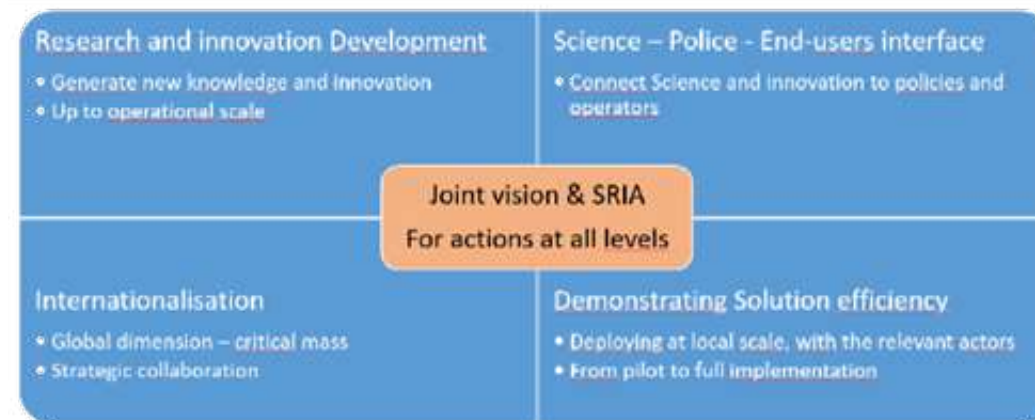 Research and innovation Development
• Generate new knowledge and innovation
• Up to operational scale
Science – Police - End-users interface
• Connect Science and innovation to policies and
operators
Joint vision & SRIA
For actions at all levels
Internationalisation
• Global dimension – critical mass
• Strategic collaboration
Demonstrating Solution efficiency
• Deploying at local scale, with the relevant actors
• From pilot to full implementation